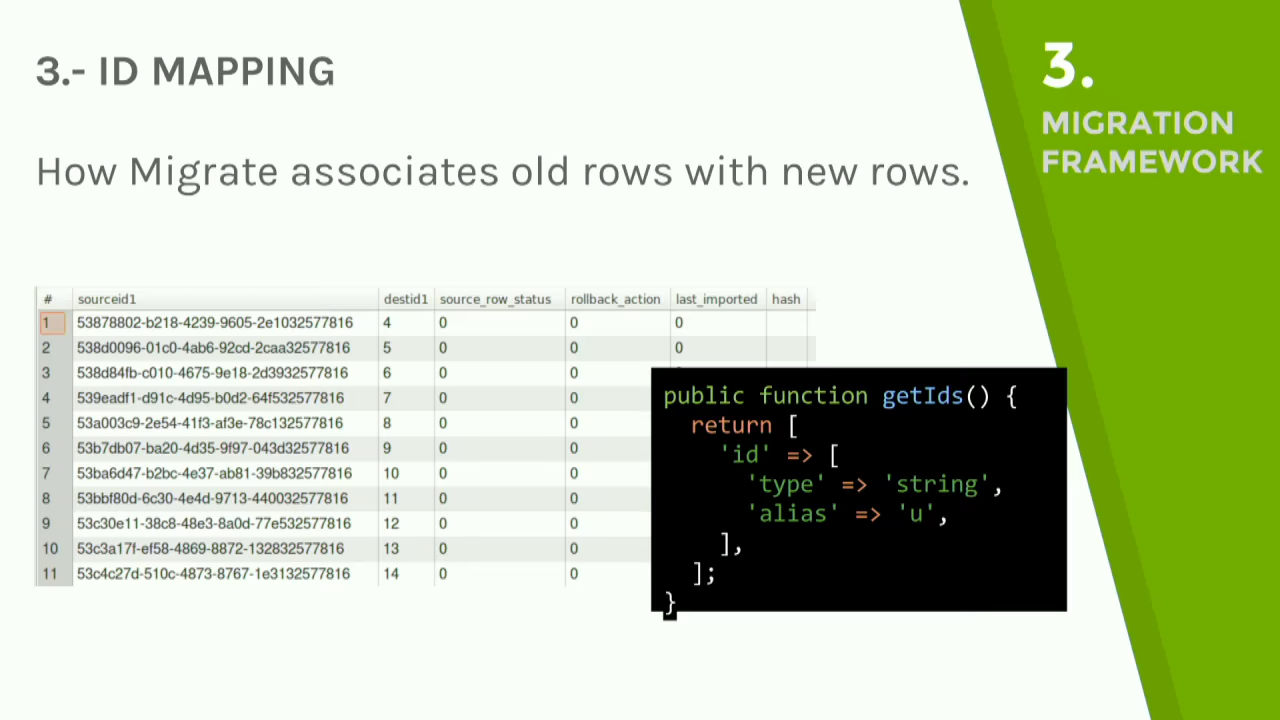 3.- ID MAPPING
How Migrate associates old rows with new rows.
3.
MIGRATION
FRAMEWORK
# sourceid1 destid1 source_row_status rollback_action last_imported hash
1 53878802-b218-4239-9605-2e1032577816 4 0 0 0
2 538d0096-01c0-4ab6-92cd-2caa32577816 5 0 0 0
3 538d84fb-c010-4675-9e18-2d3932577816 6 0 0
4 539eadf1-d91c-4d95-b0d2-64f532577816 7 0 0
5 53a003c9-2e54-41f3-af3e-78c132577816 8 0 0
6 53b7db07-ba20-4d35-9f97-043d32577816 9 0 0
7 53ba6d47-b2bc-4e37-ab81-39b832577816 10 0 0
8 53bbf80d-6c30-4e4d-9713-440032577816 11 0 0
9 53c30e11-38c8-48e3-8a0d-77e532577816 12 0 0
10 53c3a17f-ef58-4869-8872-132832577816 13 0 0
11 53c4c27d-510c-4873-8767-1e3132577816 14 0 0
public function getIds() {
return [
'id' => [
'type' => 'string',
'alias' => 'u',
],
];
}